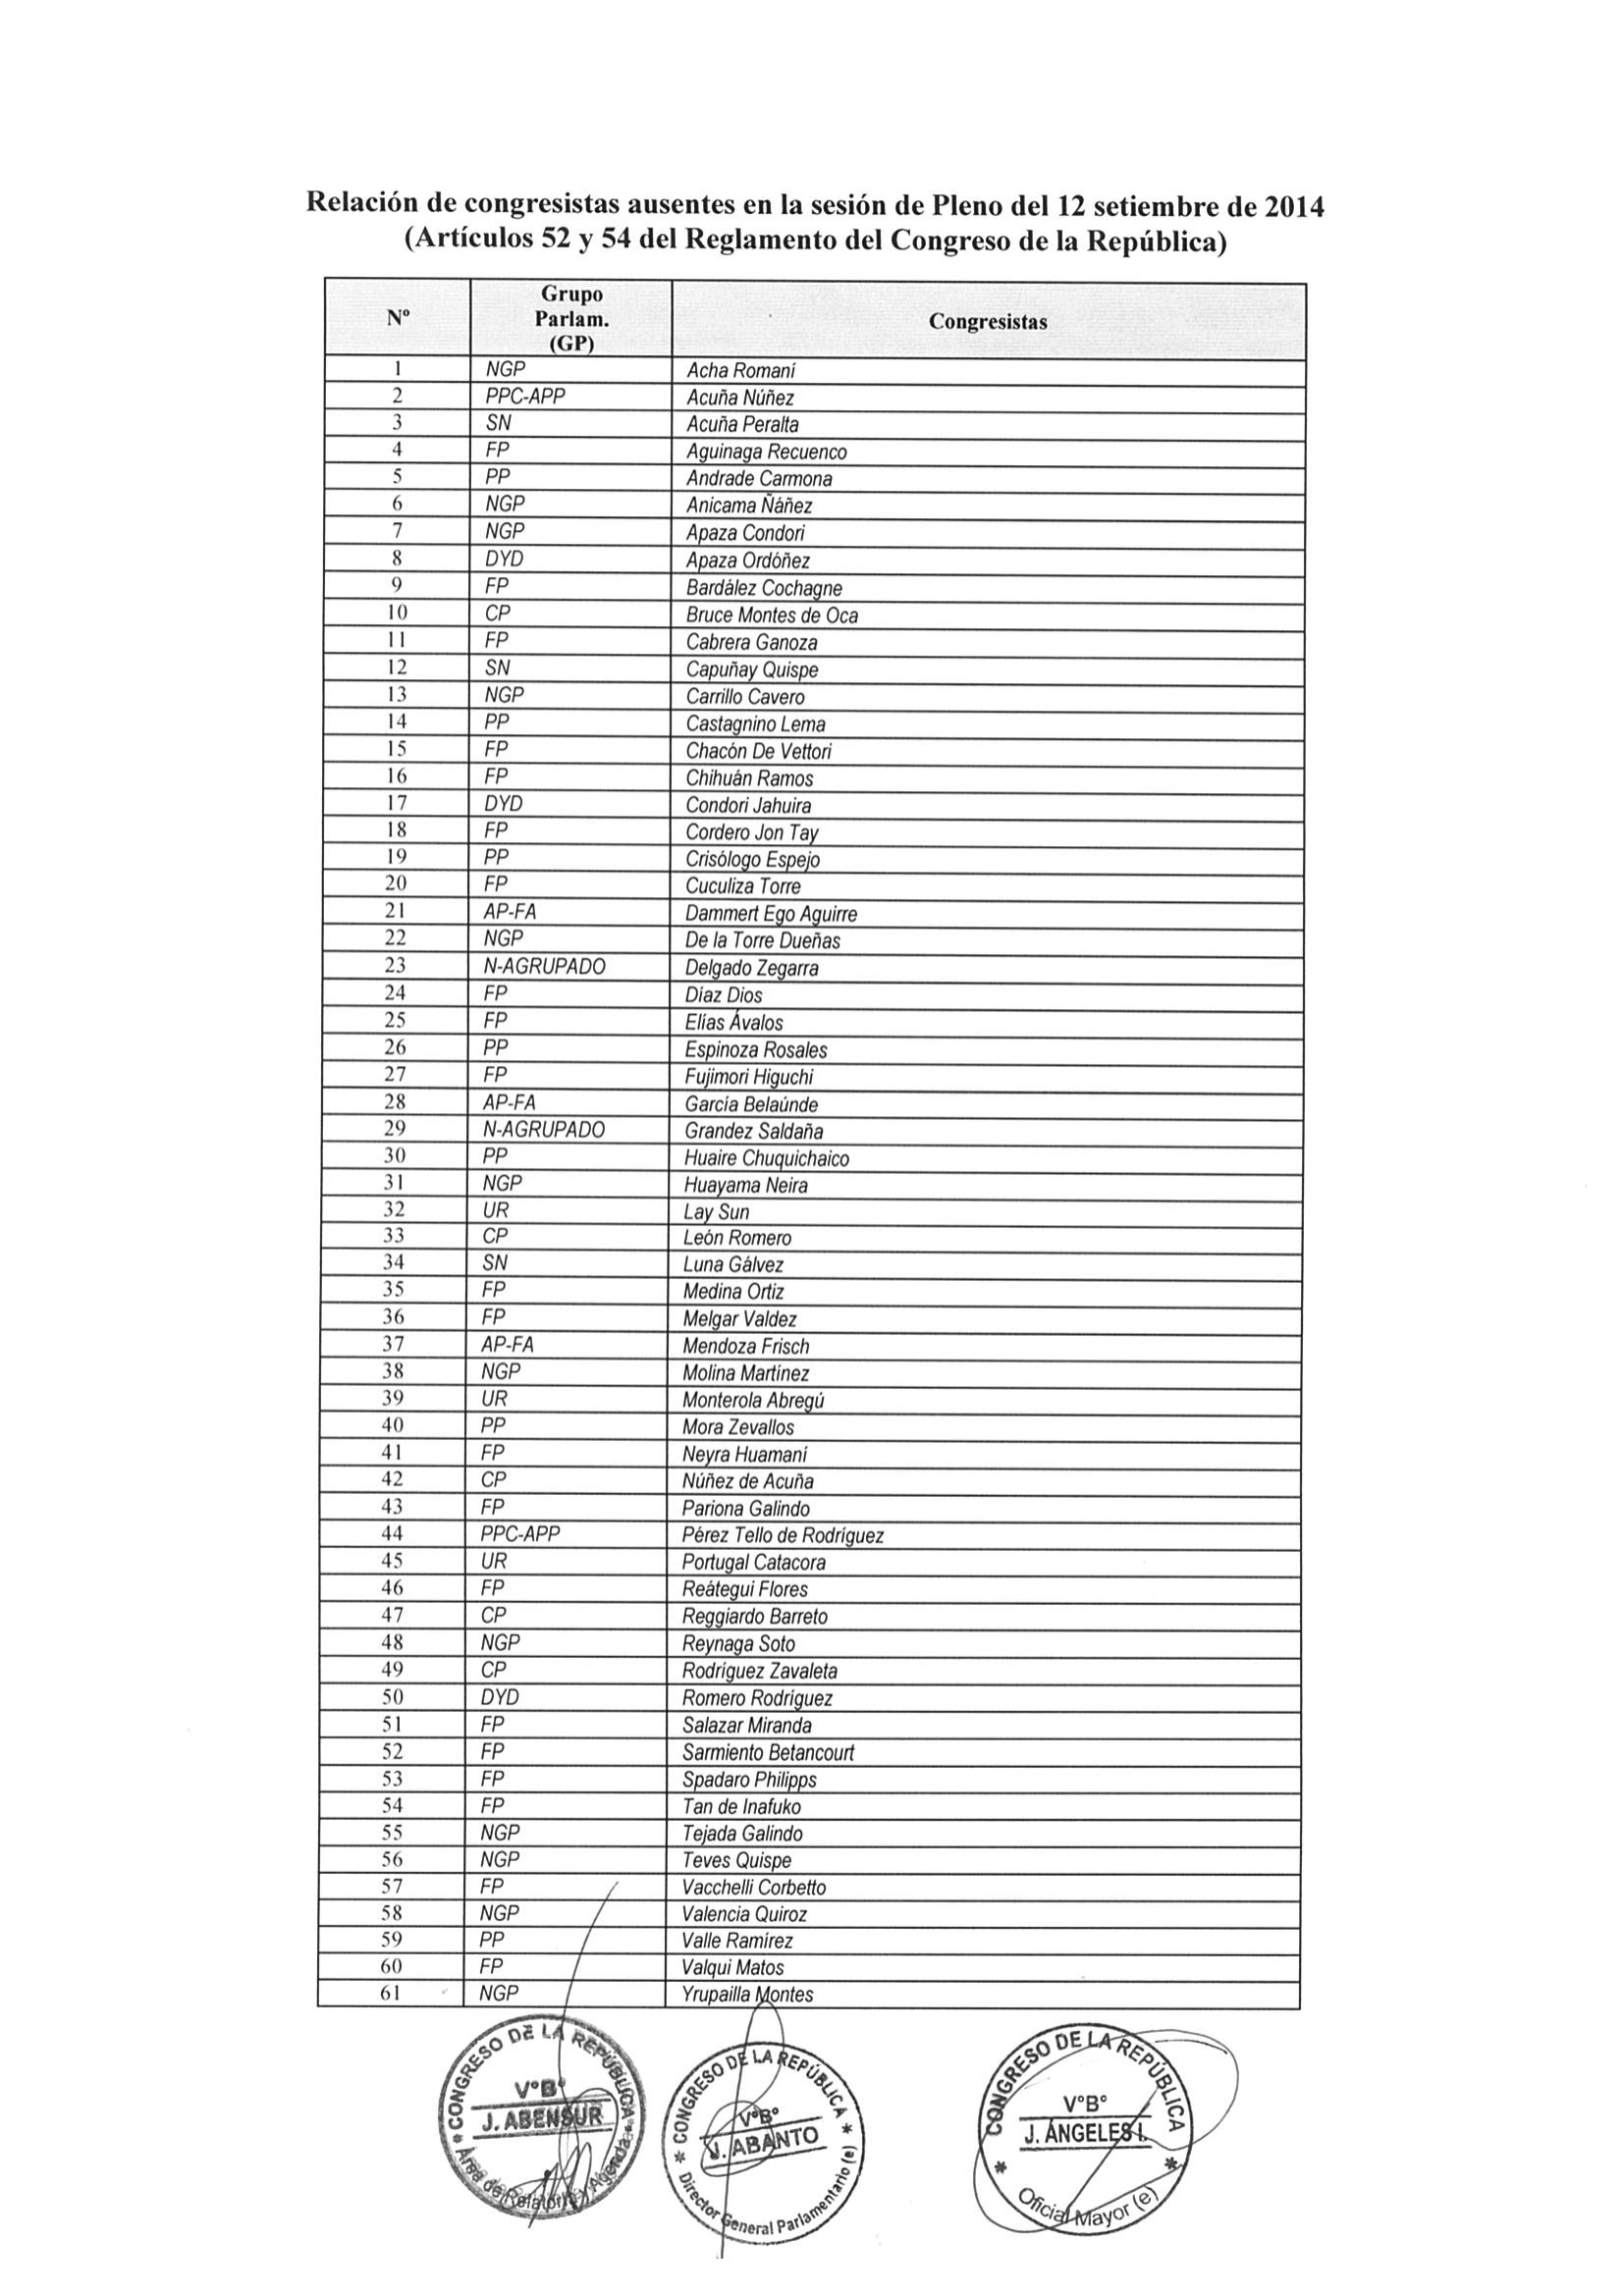 Relación de congresistas ausentes en la sesión de Pleno del 12 setiembre de 2014
(Artículos 52 y 54 del Reglamento del Congreso de la República)
Nº Grupo Parlam. (GP) Congresistas
1 NGP Acha Romaní
2 PPC-APP Acuña Núñez
3 SN Acuña Peralta
4 FP Aguinaga Recuenco
5 PP Andrade Carmona
6 NGP Anicama Ñáñez
7 NGP Apaza Condori
8 DYD Apaza Ordóñez
9 FP Bardález Cochagne
10 CP Bruce Montes de Oca
11 FP Cabrera Ganoza
12 SN Capuñay Quispe
13 NGP Carrillo Cavero
14 PP Castagnino Lema
15 FP Chacón De Vettori
16 FP Chihuán Ramos
17 DYD Condori Jahuira
18 FP Cordero Jon Tay
19 PP Crisólogo Espejo
20 FP Cuculiza Torre
21 AP-FA Dammert Ego Aguirre
22 NGP De la Torre Dueñas
23 N-AGRUPADO Delgado Zegarra
24 FP Díaz Dios
25 FP Elías Ávalos
26 PP Espinoza Rosales
27 FP Fujimori Higuchi
28 AP-FA García Belaúnde
29 N-AGRUPADO Grandez Saldaña
30 PP Huaire Chuquichaico
31 NGP Huayama Neira
32 UR Lay Sun
33 CP León Romero
34 SN Luna Gálvez
35 FP Medina Ortiz
36 FP Melgar Valdez
37 AP-FA Mendoza Frisch
38 NGP Molina Martínez
39 UR Monterola Abregú
40 PP Mora Zevallos
41 FP Neyra Huamaní
42 CP Núñez de Acuña
43 FP Pariona Galindo
44 PPC-APP Pérez Tello de Rodríguez
45 UR Portugal Catacora
46 FP Reátegui Flores
47 CP Reggiardo Barreto
48 NGP Reynaga Soto
49 CP Rodríguez Zavaleta
50 DYD Romero Rodríguez
51 FP Salazar Miranda
52 FP Sarmiento Betancourt
53 FP Spadaro Philipps
54 FP Tan de Inafuko
55 NGP Tejada Galindo
56 NGP Teves Quispe
57 FP Vacchelli Corbetto
58 NGP Valencia Quiroz
59 PP Valle Ramírez
60 FP Valqui Matos
61 NGP Yrupailla Montes
* CONGRESO DE LA REPÚBLICA *
V°B°
J. ABENSUR
Área de Relatoría y Agenda
* CONGRESO DE LA REPÚBLICA *
V°B°
J. ABANTO
Director General Parlamentario (e)
* CONGRESO DE LA REPÚBLICA *
V°B°
J. ÁNGELES I.
Oficial Mayor (e)